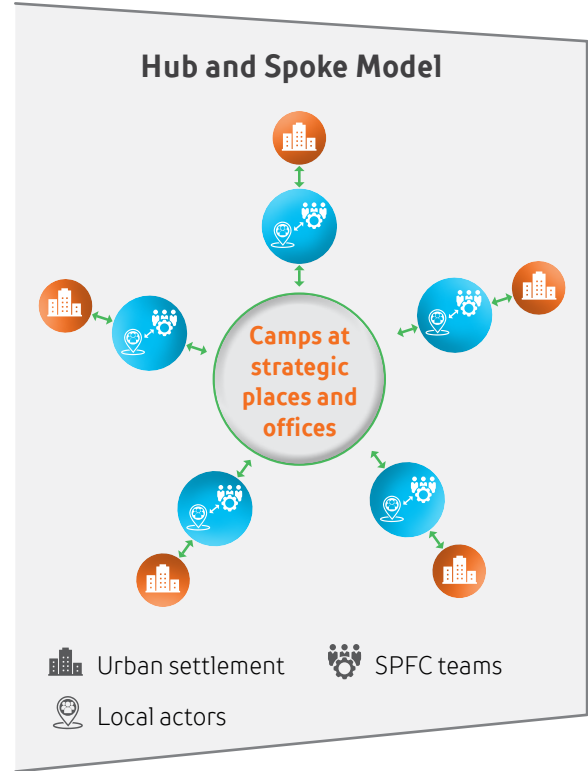 Hub and Spoke Model
Camps at
strategic
places and
offices
Urban settlement
SPFC teams
Local actors